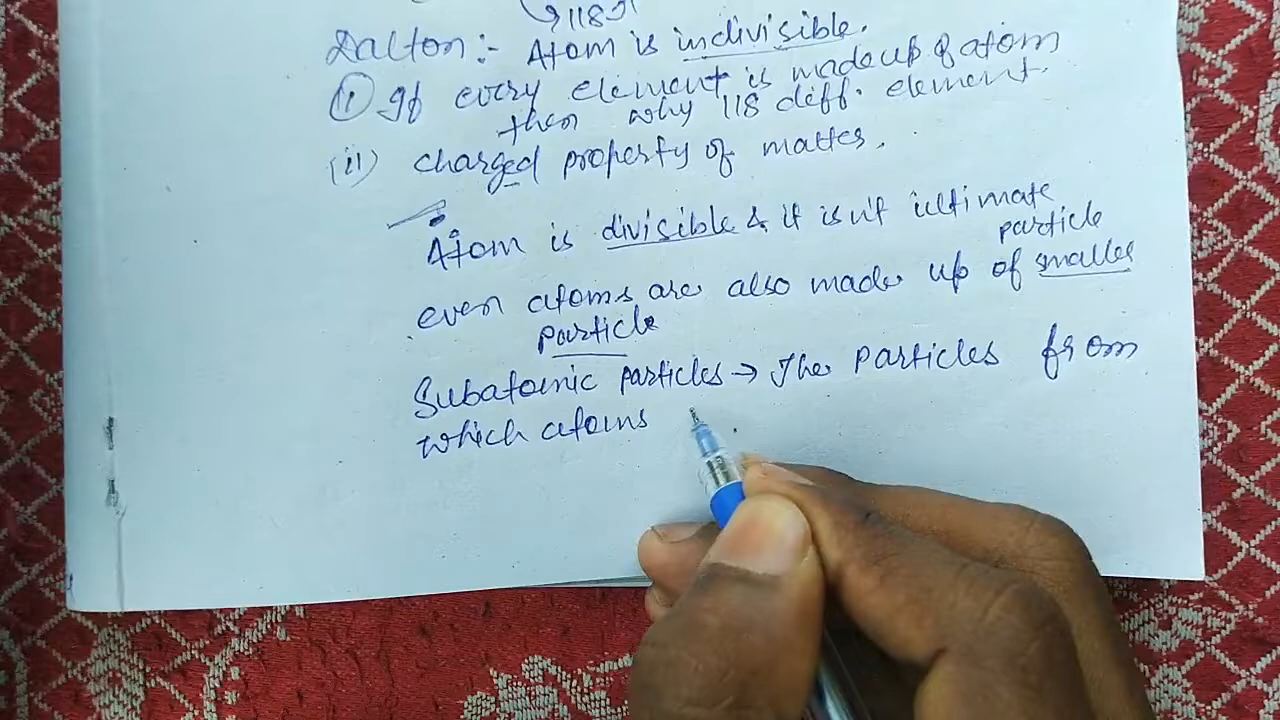 118
Dalton:- Atom is indivisible.
(i) If every element is made up of atom
then why 118 diff. element.
(ii) charged property of matter.
Atom is divisible & it isn't ultimate
particle
even atoms are also made up of smaller
particle
Subatomic particles → The particles from
which atoms